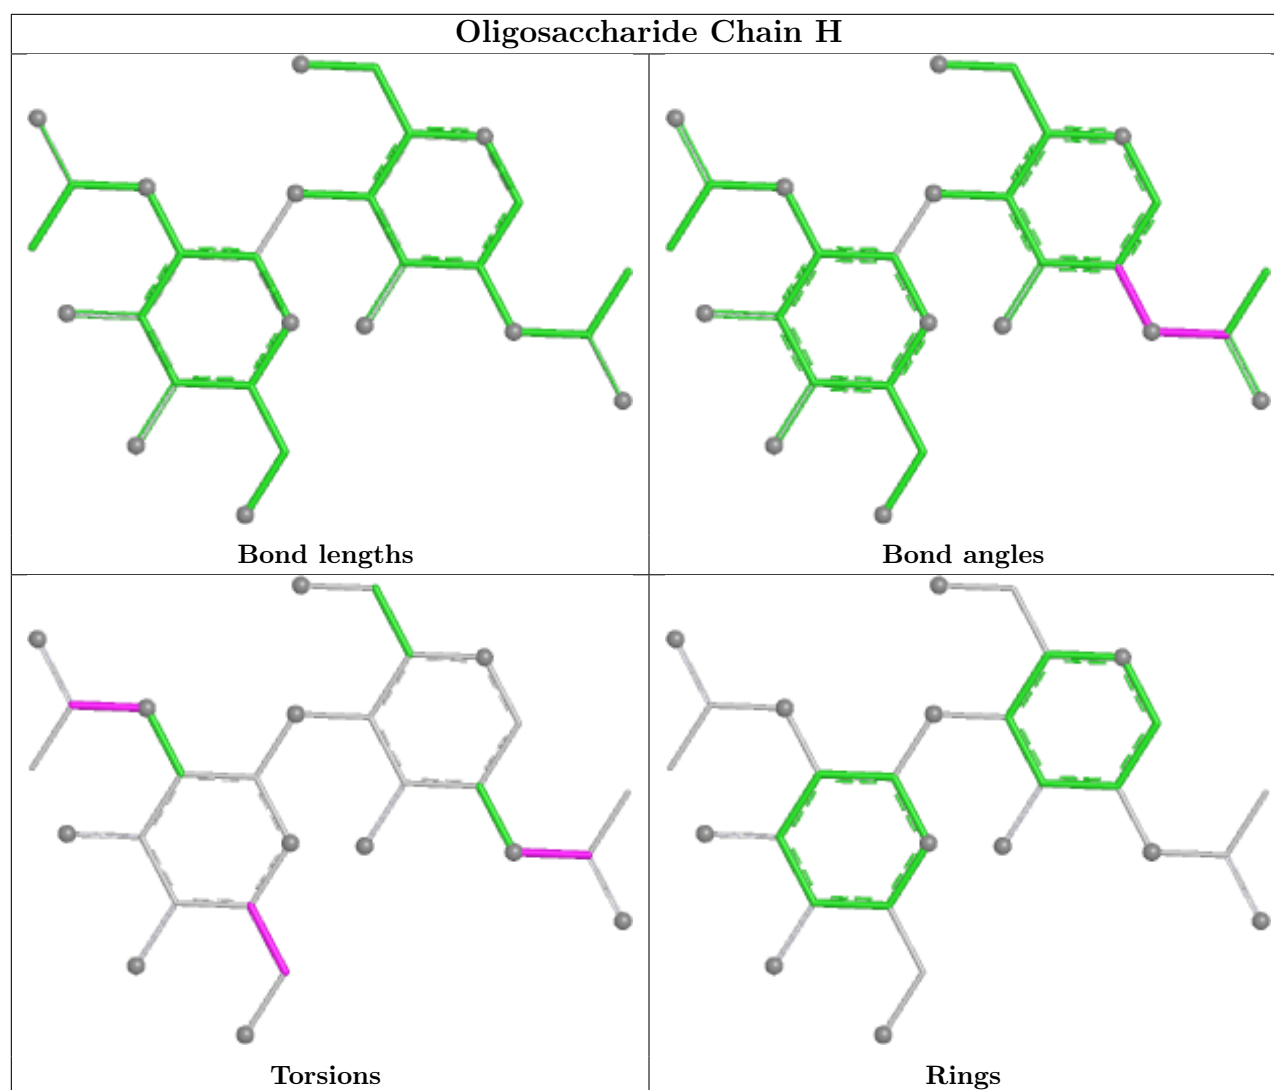 Oligosaccharide Chain H
Bond lengths
Bond angles
Torsions
Rings